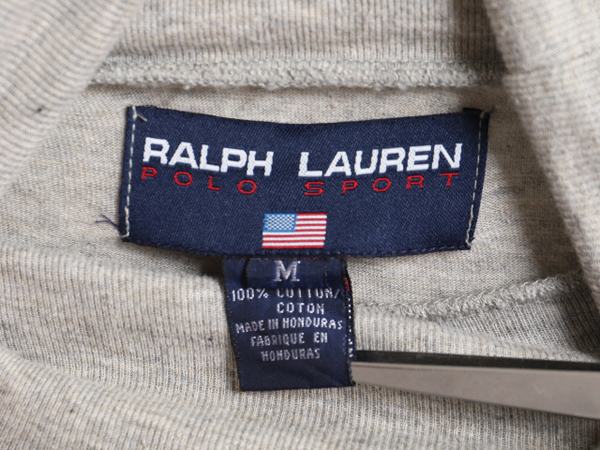 RALPH LAUREN
POLO SPORT
M
100% COTTON/
COTON
MADE IN HONDURAS
FABRIQUE EN
HONDURAS